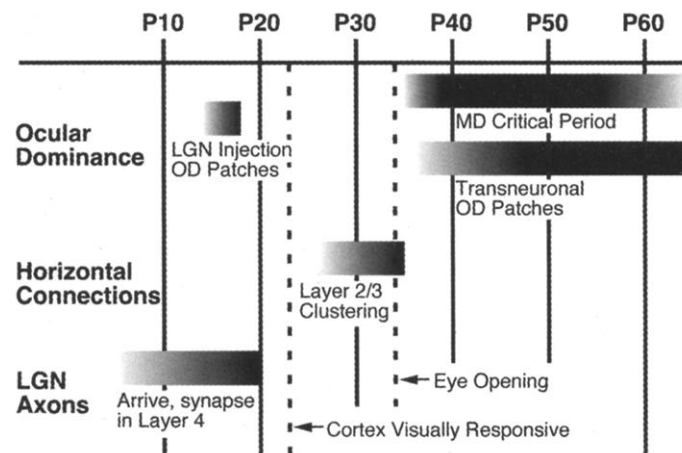 P10 P20 P30 P40 P50 P60
MD Critical Period
Ocular
Dominance
LGN Injection
OD Patches
Transneuronal
OD Patches
Horizontal
Connections
Layer 2/3
Clustering
Eye Opening
LGN
Axons
Arrive, synapse
in Layer 4
Cortex Visually Responsive